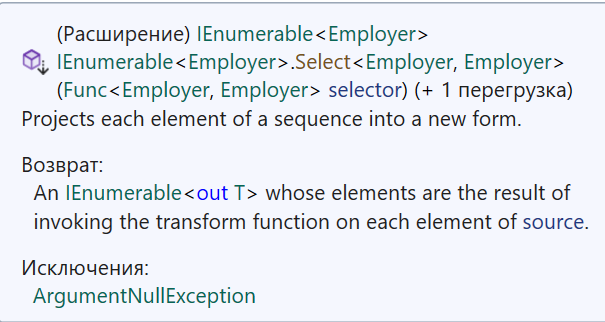 (Расширение) IEnumerable<Employer>
IEnumerable<Employer>.Select<Employer, Employer>
(Func<Employer, Employer> selector) (+ 1 перегрузка)
Projects each element of a sequence into a new form.
Возврат:
An IEnumerable<out T> whose elements are the result of
invoking the transform function on each element of source.
Исключения:
ArgumentNullException